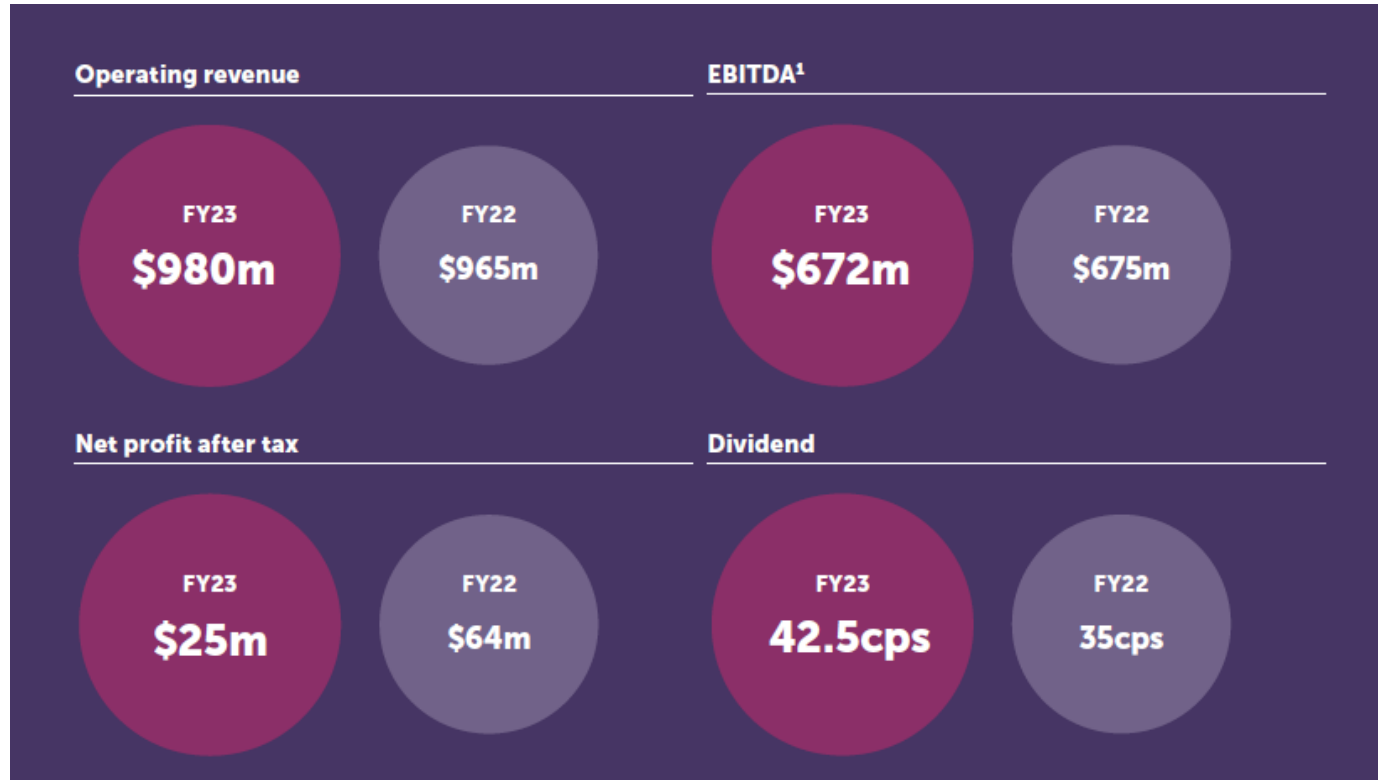 Operating revenue
EBITDA¹
FY23
$980m
FY22
$965m
FY23
$672m
FY22
$675m
Net profit after tax
Dividend
FY23
$25m
FY22
$64m
FY23
42.5cps
FY22
35cps